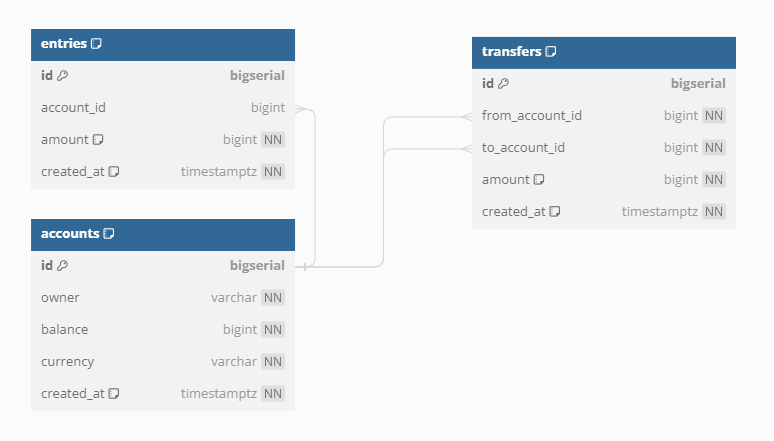 entries
id bigserial
account_id bigint
amount bigint NN
created_at timestamptz NN
accounts
id bigserial
owner varchar NN
balance bigint NN
currency varchar NN
created_at timestamptz NN
transfers
id bigserial
from_account_id bigint NN
to_account_id bigint NN
amount bigint NN
created_at timestamptz NN